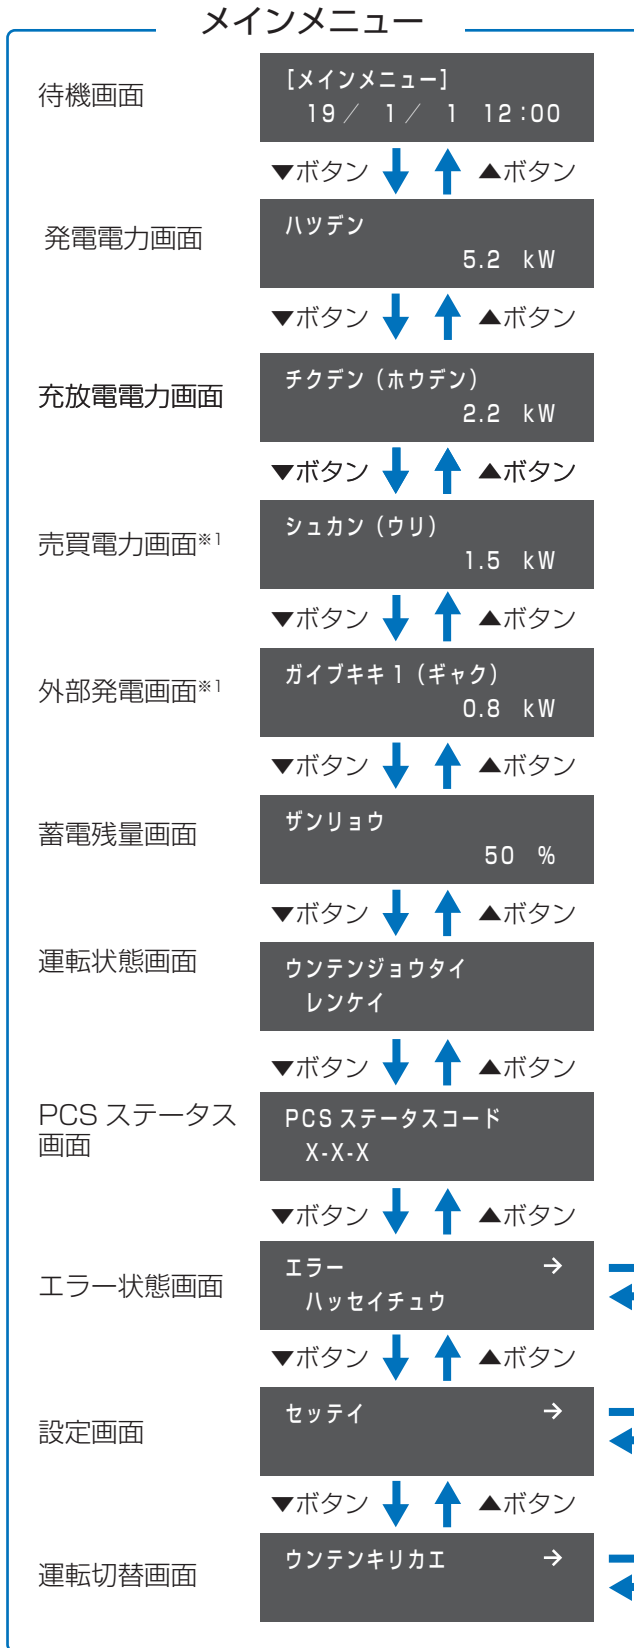 メインメニュー
待機画面
[メインメニュー]
19／ 1／ 1 12:00
▼ボタン ▲ボタン
発電電力画面
ハツデン
5.2 kW
▼ボタン ▲ボタン
充放電電力画面
チクデン（ホウデン）
2.2 kW
▼ボタン ▲ボタン
売買電力画面※1
シュカン（ウリ）
1.5 kW
▼ボタン ▲ボタン
外部発電画面※1
ガイブキキ1（ギャク）
0.8 kW
▼ボタン ▲ボタン
蓄電残量画面
ザンリョウ
50 %
▼ボタン ▲ボタン
運転状態画面
ウンテンジョウタイ
レンケイ
▼ボタン ▲ボタン
PCS ステータス
画面
PCS ステータスコード
X-X-X
▼ボタン ▲ボタン
エラー状態画面
エラー →
ハッセイチュウ
▼ボタン ▲ボタン
設定画面
セッテイ →
▼ボタン ▲ボタン
運転切替画面
ウンテンキリカエ →